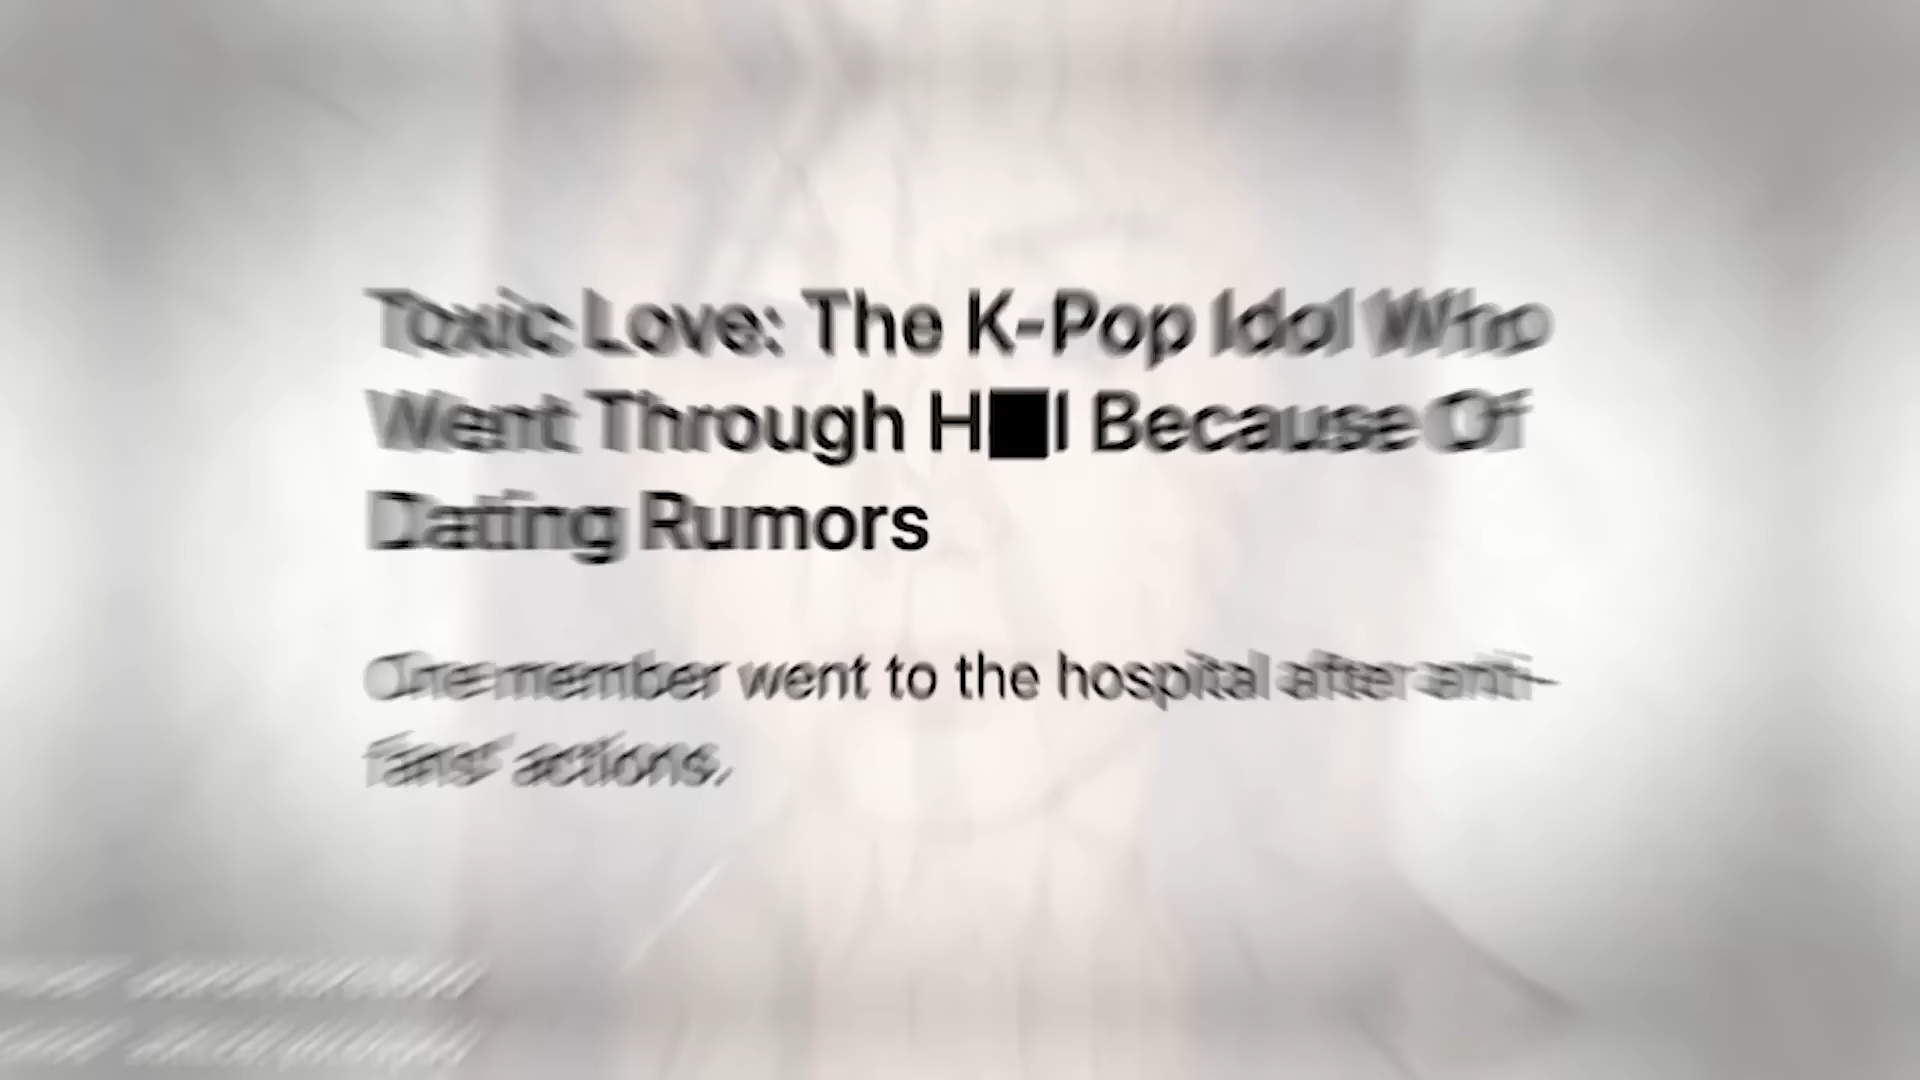 Toxic Love: The K-Pop Idol Who
Went Through H■l Because Of
Dating Rumors
One member went to the hospital after anti-
fans' actions.